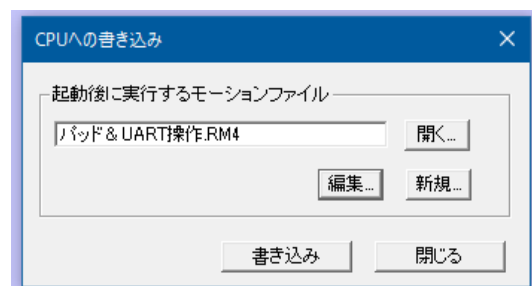 CPUへの書き込み
起動後に実行するモーションファイル
パッド＆UART操作.RM4
開く...
編集...
新規...
書き込み
閉じる